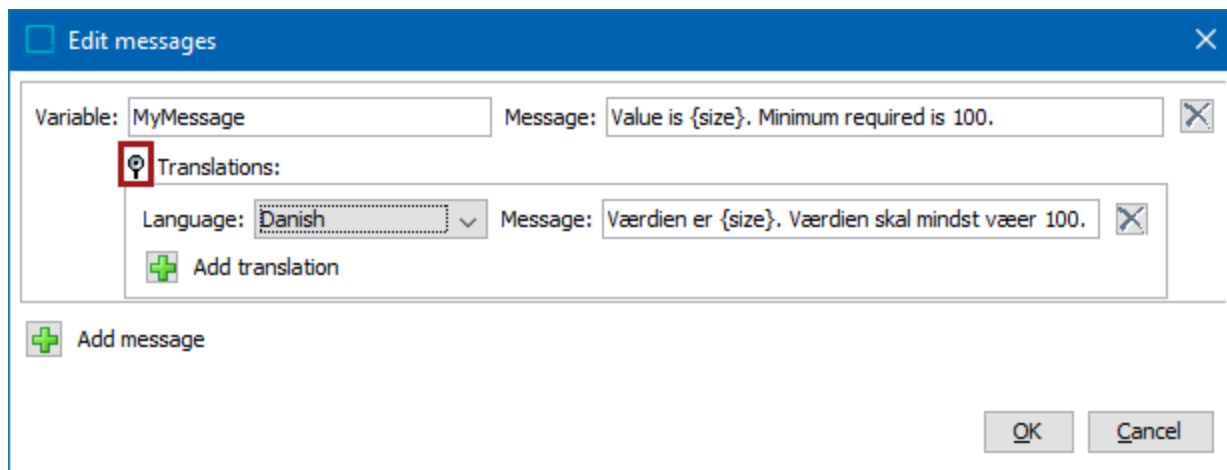 Edit messages
Variable: MyMessage Message: Value is {size}. Minimum required is 100.
Translations:
Language: Danish Message: Værdien er {size}. Værdien skal mindst væer 100.
Add translation
Add message
OK Cancel